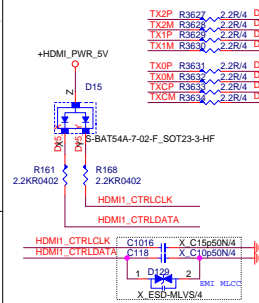 TX2P R3627 2.2R/4 D
TX2M R3628 2.2R/4 D
TX1P R3629 2.2R/4 D
TX1M R3630 2.2R/4 D
TX0P R3631 2.2R/4 D
TX0M R3632 2.2R/4 D
TXCP R3633 2.2R/4 D
TXCM R3634 2.2R/4 D
+HDMI_PWR_5V
Z
D15
X
Y
S-BAT54A-7-02-F_SOT23-3-HF
R161 R168
2.2KR0402 2.2KR0402
HDMI1_CTRLCLK
HDMI1_CTRLDATA
HDMI1_CTRLCLK C1016 X_C15p50N/4
HDMI1_CTRLDATA C118 X_C10p50N/4
1 D129 2
EMI MLCC
X_ESD-MLVS/4